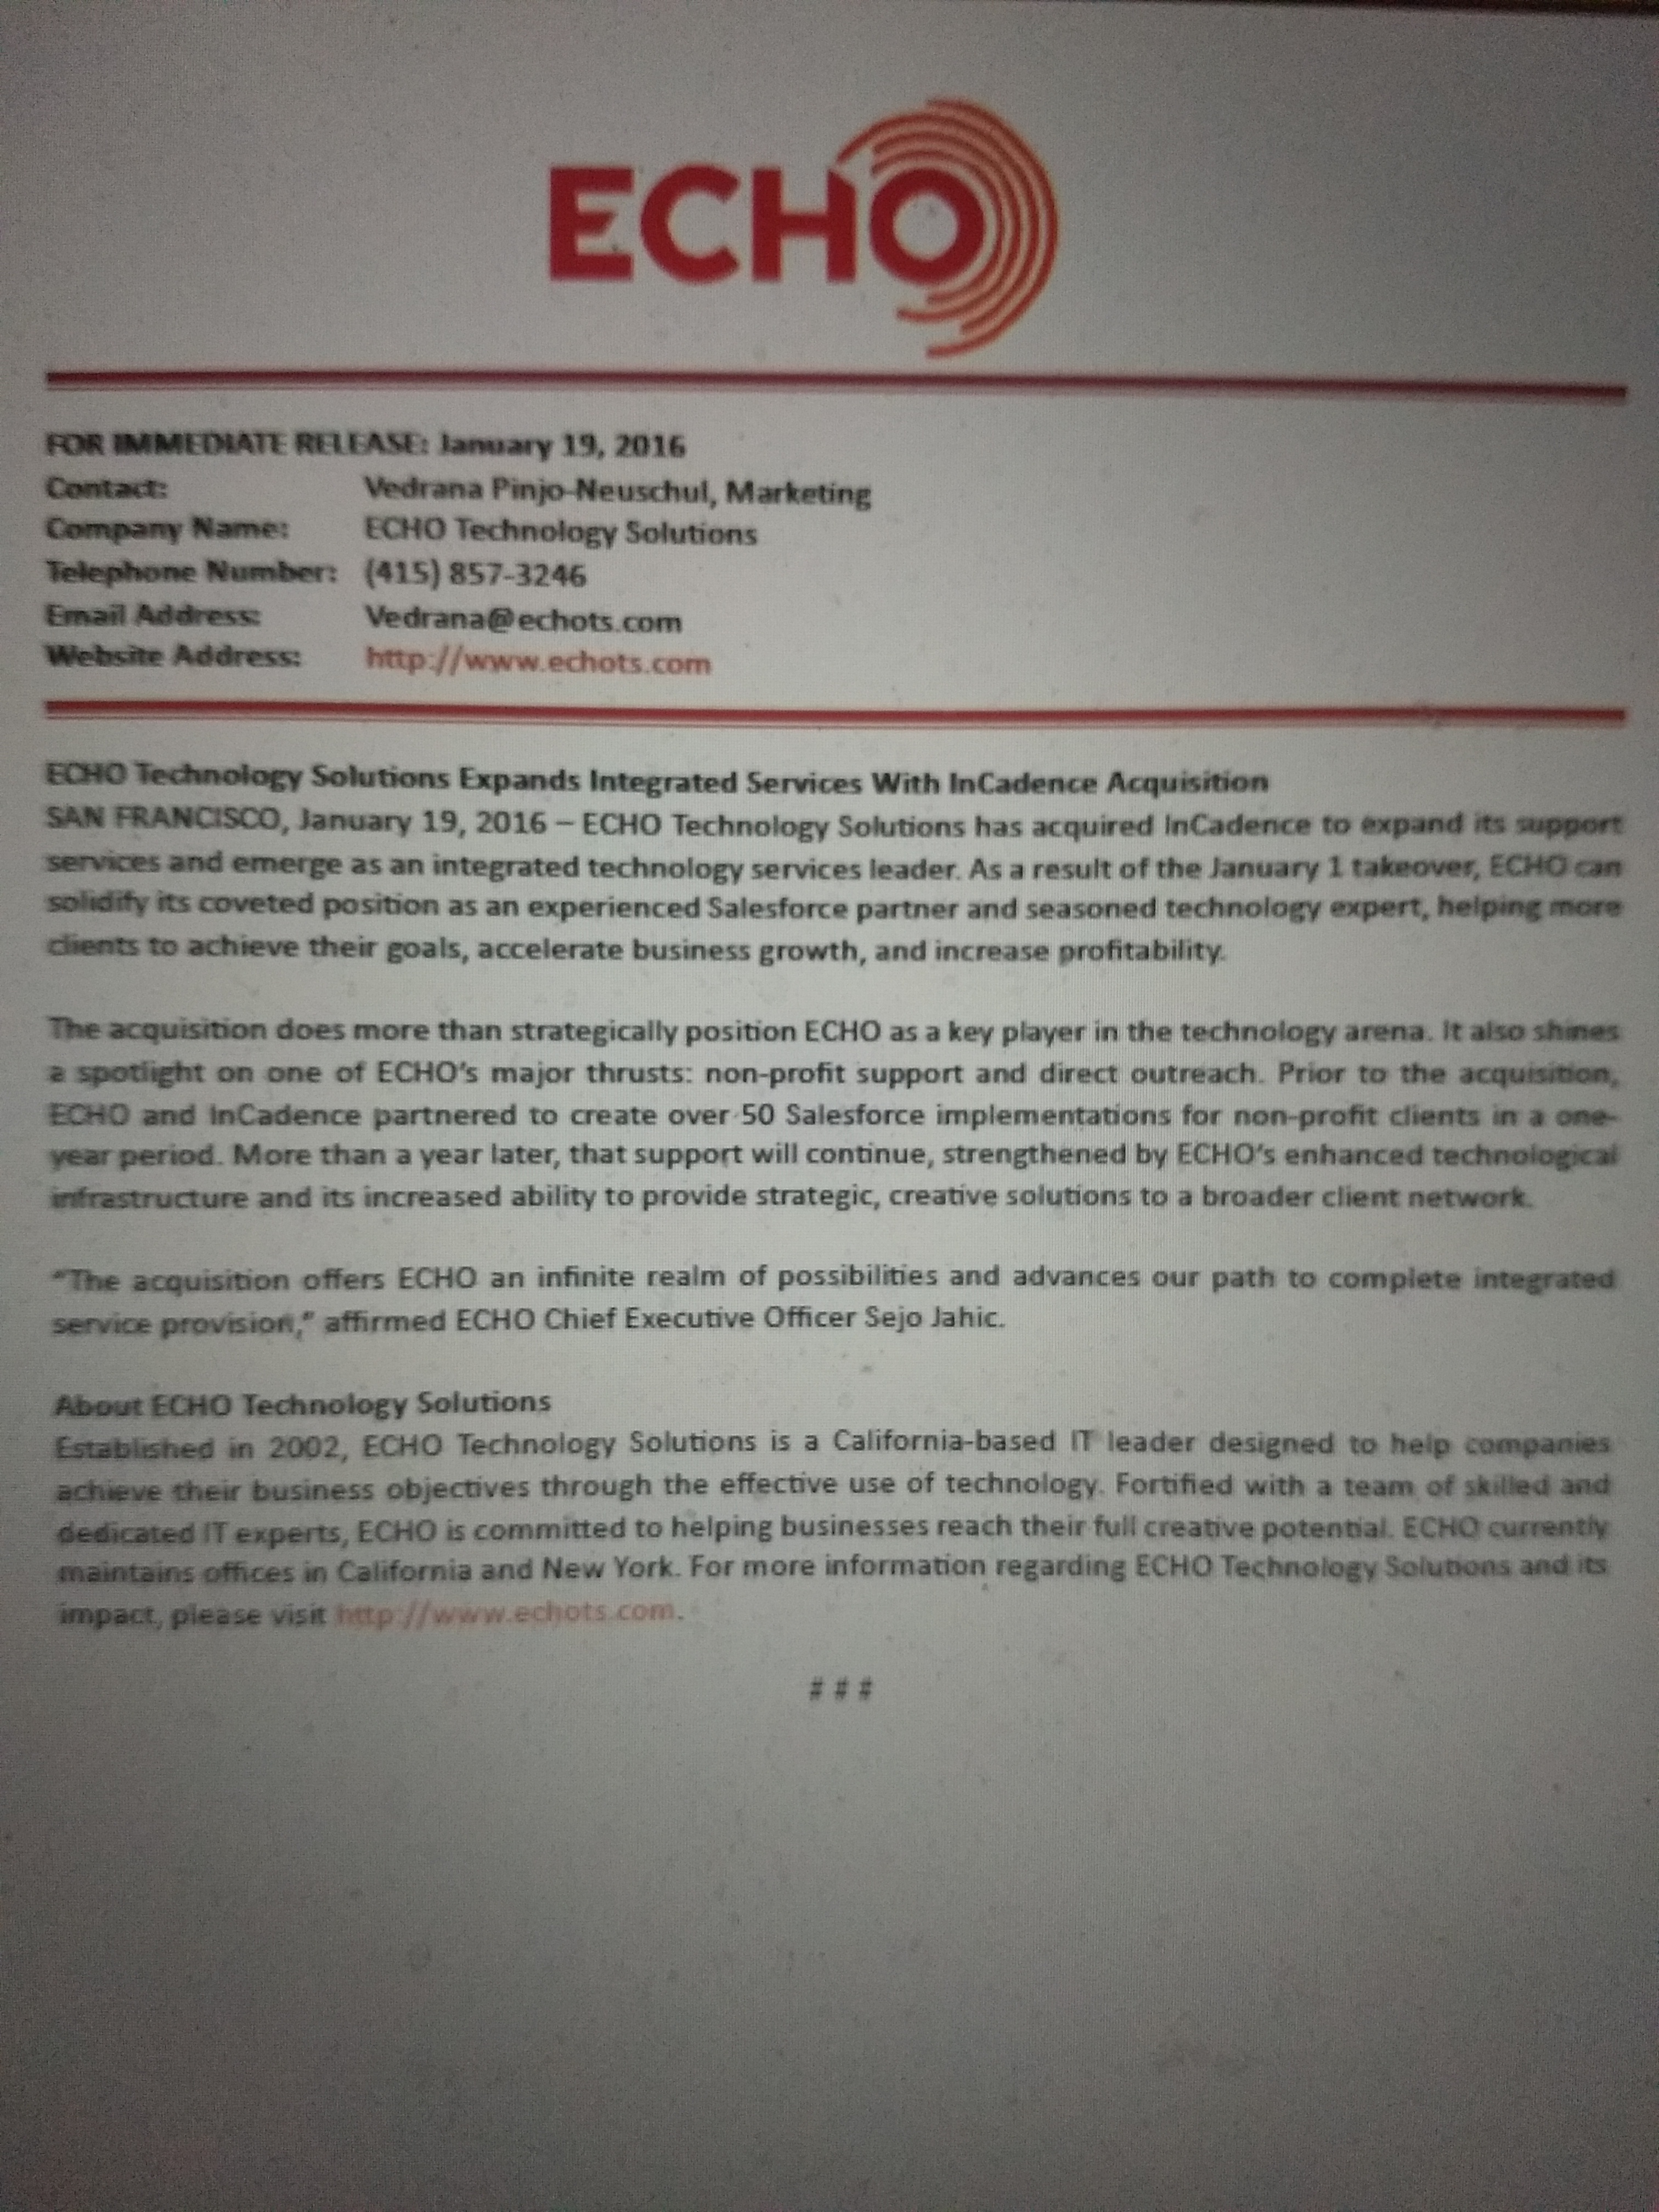 ECHO
FOR IMMEDIATE RELEASE: January 19, 2016
Contact: Vedrana Pinjo-Neuschul, Marketing
Company Name: ECHO Technology Solutions
Telephone Number: (415) 857-3246
Email Address: Vedrana@echots.com
Website Address: http://www.echots.com
ECHO Technology Solutions Expands Integrated Services With InCadence Acquisition
SAN FRANCISCO, January 19, 2016 – ECHO Technology Solutions has acquired InCadence to expand its support
services and emerge as an integrated technology services leader. As a result of the January 1 takeover, ECHO can
solidify its coveted position as an experienced Salesforce partner and seasoned technology expert, helping more
clients to achieve their goals, accelerate business growth, and increase profitability.
The acquisition does more than strategically position ECHO as a key player in the technology arena. It also shines
a spotlight on one of ECHO's major thrusts: non-profit support and direct outreach. Prior to the acquisition,
ECHO and InCadence partnered to create over 50 Salesforce implementations for non-profit clients in a one-
year period. More than a year later, that support will continue, strengthened by ECHO's enhanced technological
infrastructure and its increased ability to provide strategic, creative solutions to a broader client network.
"The acquisition offers ECHO an infinite realm of possibilities and advances our path to complete integrated
service provision," affirmed ECHO Chief Executive Officer Sejo Jahic.
About ECHO Technology Solutions
Established in 2002, ECHO Technology Solutions is a California-based IT leader designed to help companies
achieve their business objectives through the effective use of technology. Fortified with a team of skilled and
dedicated IT experts, ECHO is committed to helping businesses reach their full creative potential. ECHO currently
maintains offices in California and New York. For more information regarding ECHO Technology Solutions and its
impact, please visit http://www.echots.com.
# # #